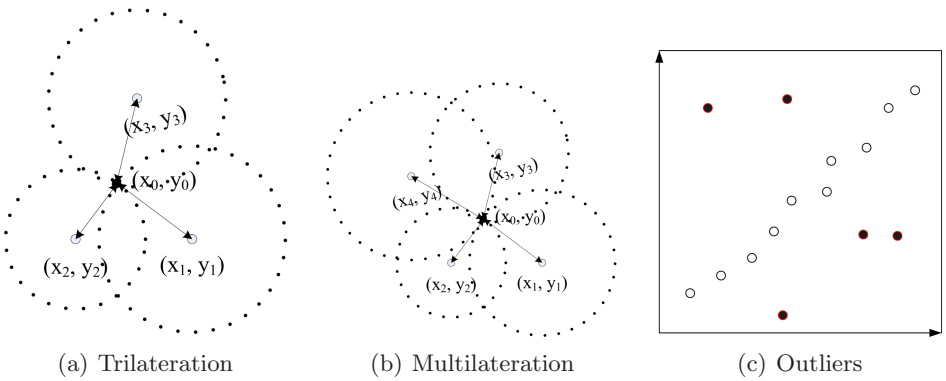 (x₃, y₃)
(x₀, y₀)
(x₂, y₂)
(x₁, y₁)
(a) Trilateration
(x₃, y₃)
(x₄, y₄)
(x₀, y₀)
(x₂, y₂)
(x₁, y₁)
(b) Multilateration
(c) Outliers